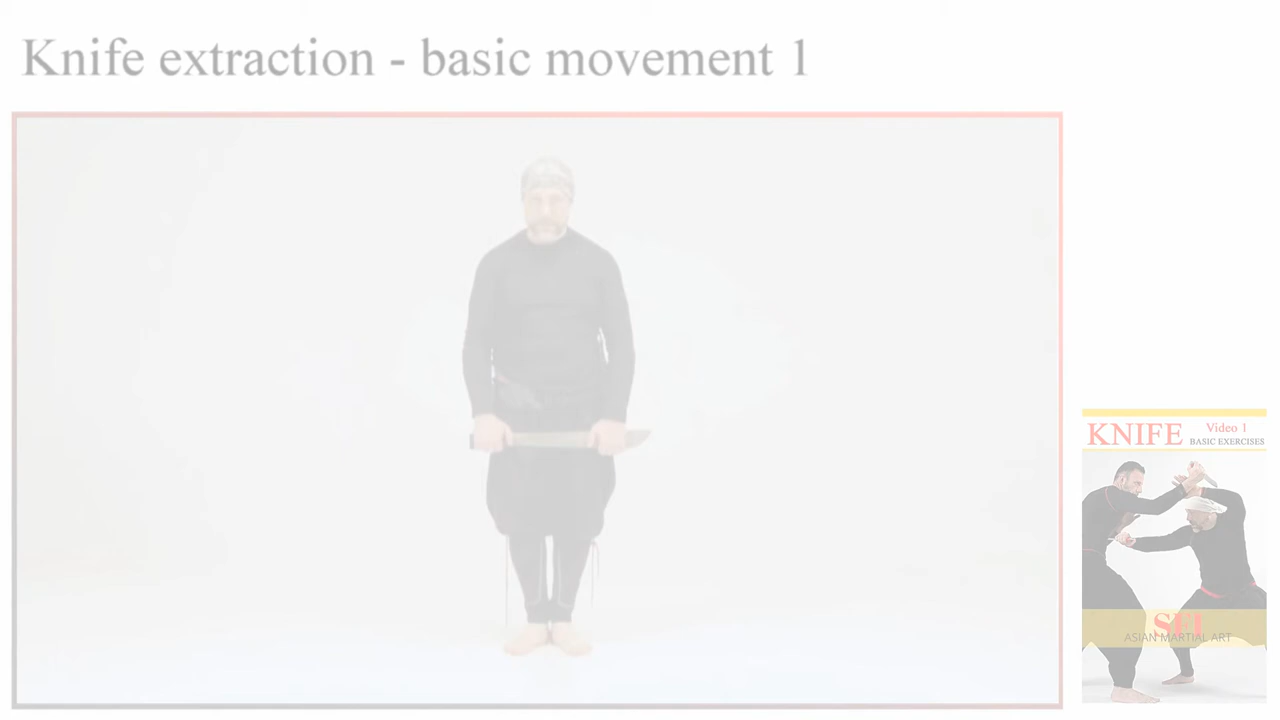 Knife extraction - basic movement 1
KNIFE
Video 1
BASIC EXERCISES
SFI
ASIAN MARTIAL ART